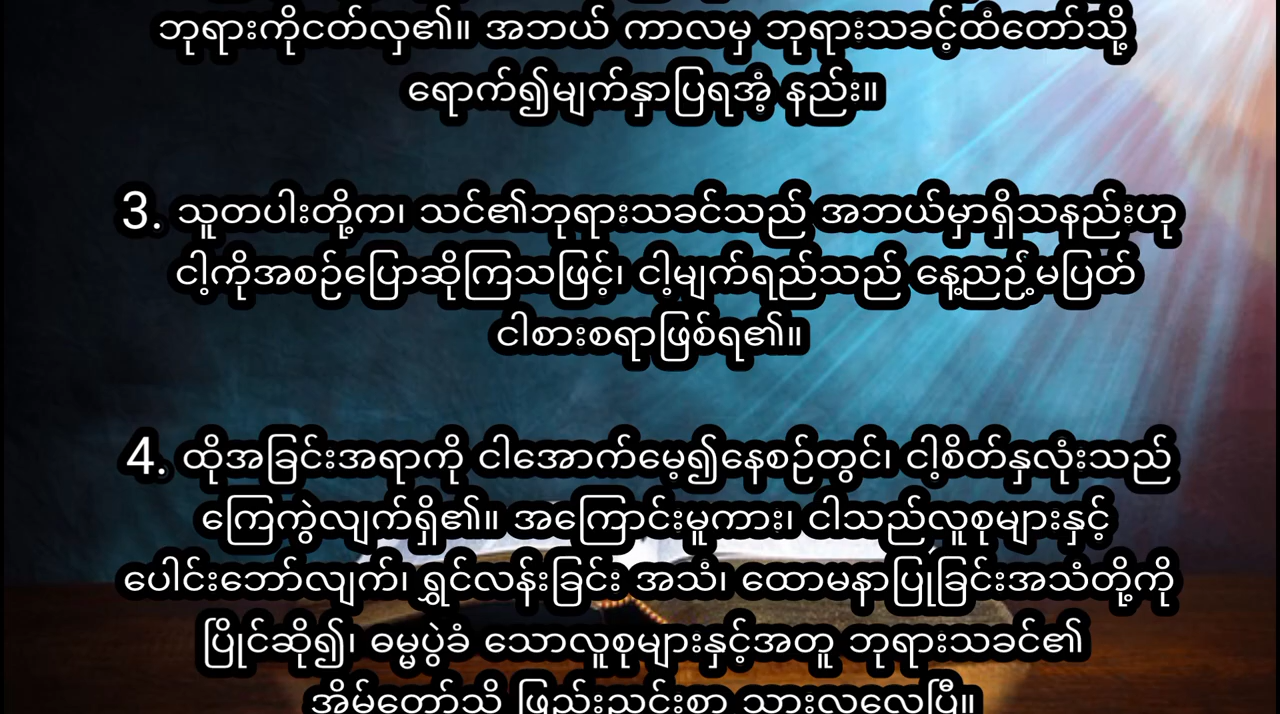 ဘုရားကိုငတ်လှ၏။ အဘယ် ကာလမှ ဘုရားသခင့်ထံတော်သို့
ရောက်၍မျက်နှာပြရအံ့ နည်း။
3. သူတပါးတို့က၊ သင်၏ဘုရားသခင်သည် အဘယ်မှာရှိသနည်းဟု
ငါ့ကိုအစဉ်ပြောဆိုကြသဖြင့်၊ ငါ့မျက်ရည်သည် နေ့ညဉ့်မပြတ်
ငါစားစရာဖြစ်ရ၏။
4. ထိုအခြင်းအရာကို ငါအောက်မေ့၍နေစဉ်တွင်၊ ငါ့စိတ်နှလုံးသည်
ကြေကွဲလျက်ရှိ၏။ အကြောင်းမူကား၊ ငါသည်လူစုများနှင့်
ပေါင်းဘော်လျက်၊ ရွှင်လန်းခြင်း အသံ၊ ထောမနာပြုခြင်းအသံတို့ကို
ပြိုင်ဆို၍၊ ဓမ္မပွဲခံ သောလူစုများနှင့်အတူ ဘုရားသခင်၏
အိမ်တော်သို့ ဖြည်းညင်းစွာ သွားလှလေပြီ။